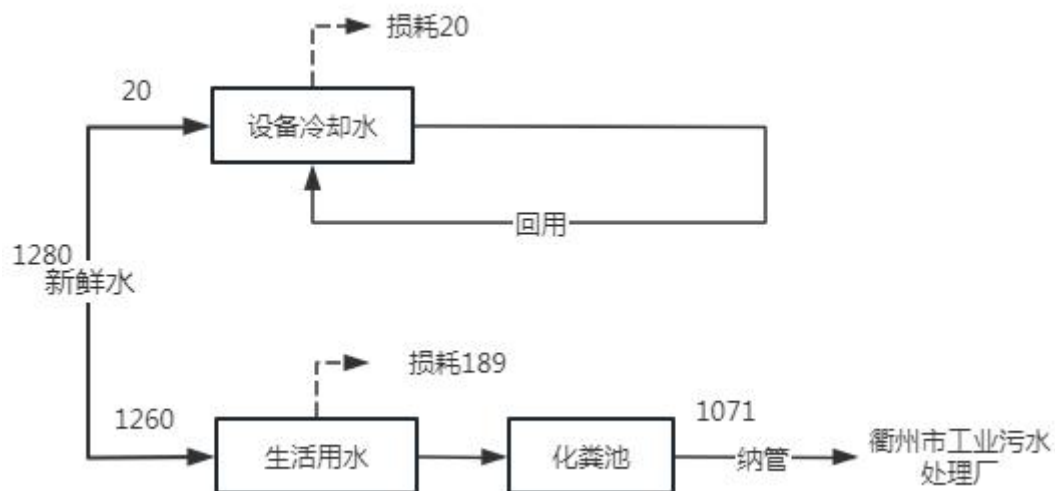 损耗20
20
设备冷却水
回用
1280
新鲜水
损耗189
1260
生活用水
化粪池
1071
纳管
衢州市工业污水
处理厂